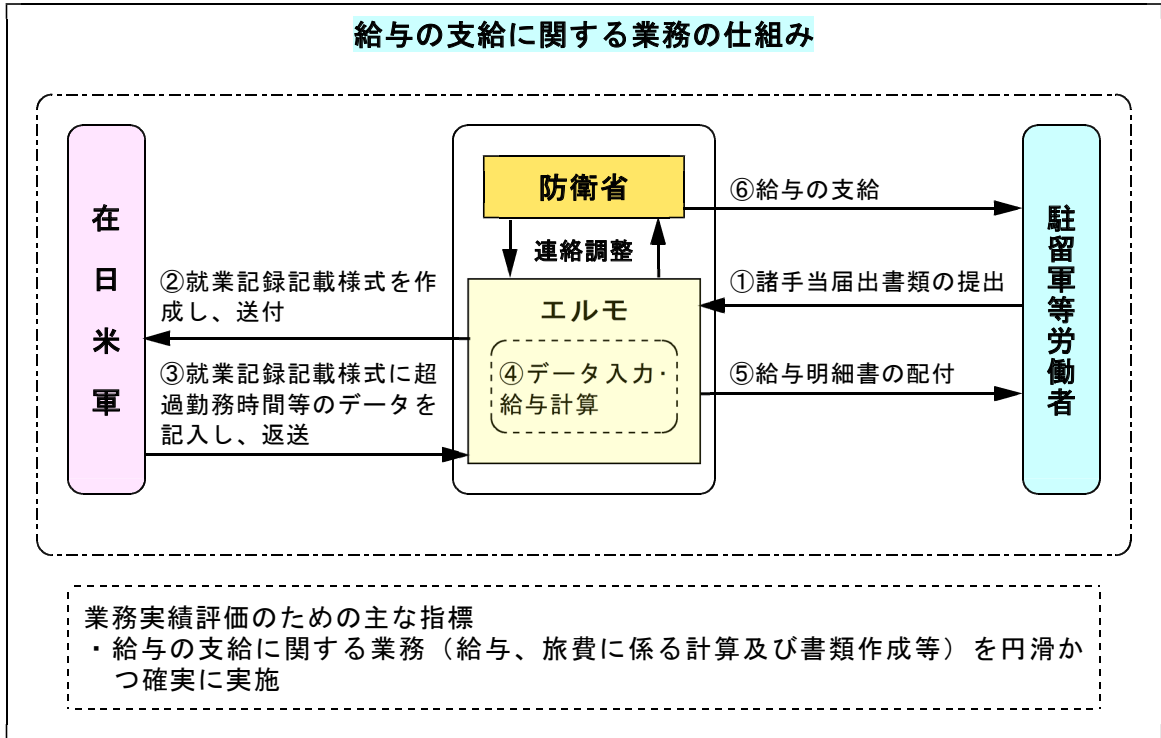 給与の支給に関する業務の仕組み
在日米軍
防衛省
連絡調整
エルモ
④データ入力・
給与計算
駐留軍等労働者
①諸手当届出書類の提出
②就業記録記載様式を作
成し、送付
③就業記録記載様式に超
過勤務時間等のデータを
記入し、返送
⑤給与明細書の配付
⑥給与の支給
業務実績評価のための主な指標
・給与の支給に関する業務（給与、旅費に係る計算及び書類作成等）を円滑か
つ確実に実施